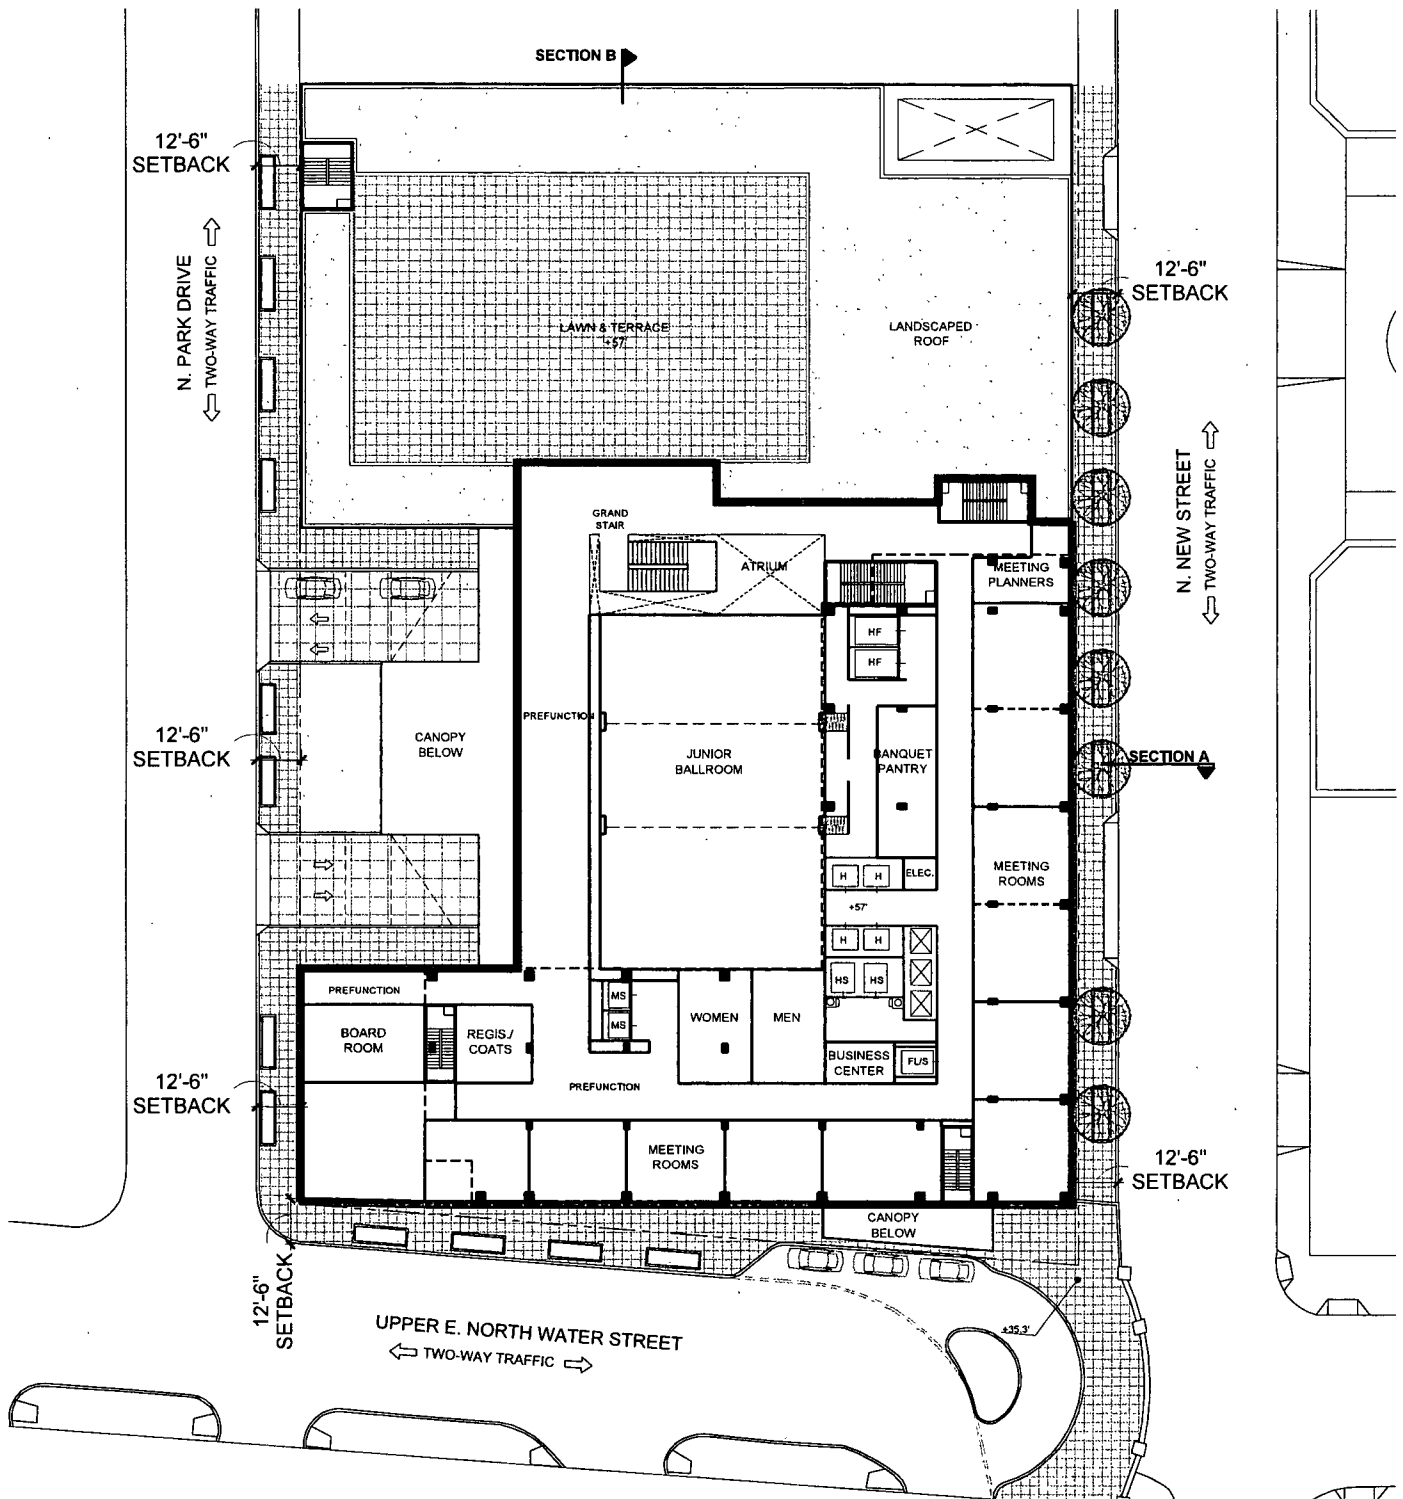 SECTION B
12'-6"
SETBACK
N. PARK DRIVE
TWO-WAY TRAFFIC
12'-6"
SETBACK
LAWN & TERRACE
+57'
LANDSCAPED
ROOF
N. NEW STREET
TWO-WAY TRAFFIC
GRAND
STAIR
ATRIUM
MEETING
PLANNERS
HF
HF
PREFUNCTION
12'-6"
SETBACK
CANOPY
BELOW
JUNIOR
BALLROOM
BANQUET
PANTRY
SECTION A
H
H
ELEC.
MEETING
ROOMS
+57'
H
H
HS
HS
PREFUNCTION
MS
MS
BOARD
ROOM
REGIS./
COATS
WOMEN
MEN
BUSINESS
CENTER
FL/S
PREFUNCTION
12'-6"
SETBACK
MEETING
ROOMS
12'-6"
SETBACK
CANOPY
BELOW
12'-6"
SETBACK
+35.3'
UPPER E. NORTH WATER STREET
TWO-WAY TRAFFIC